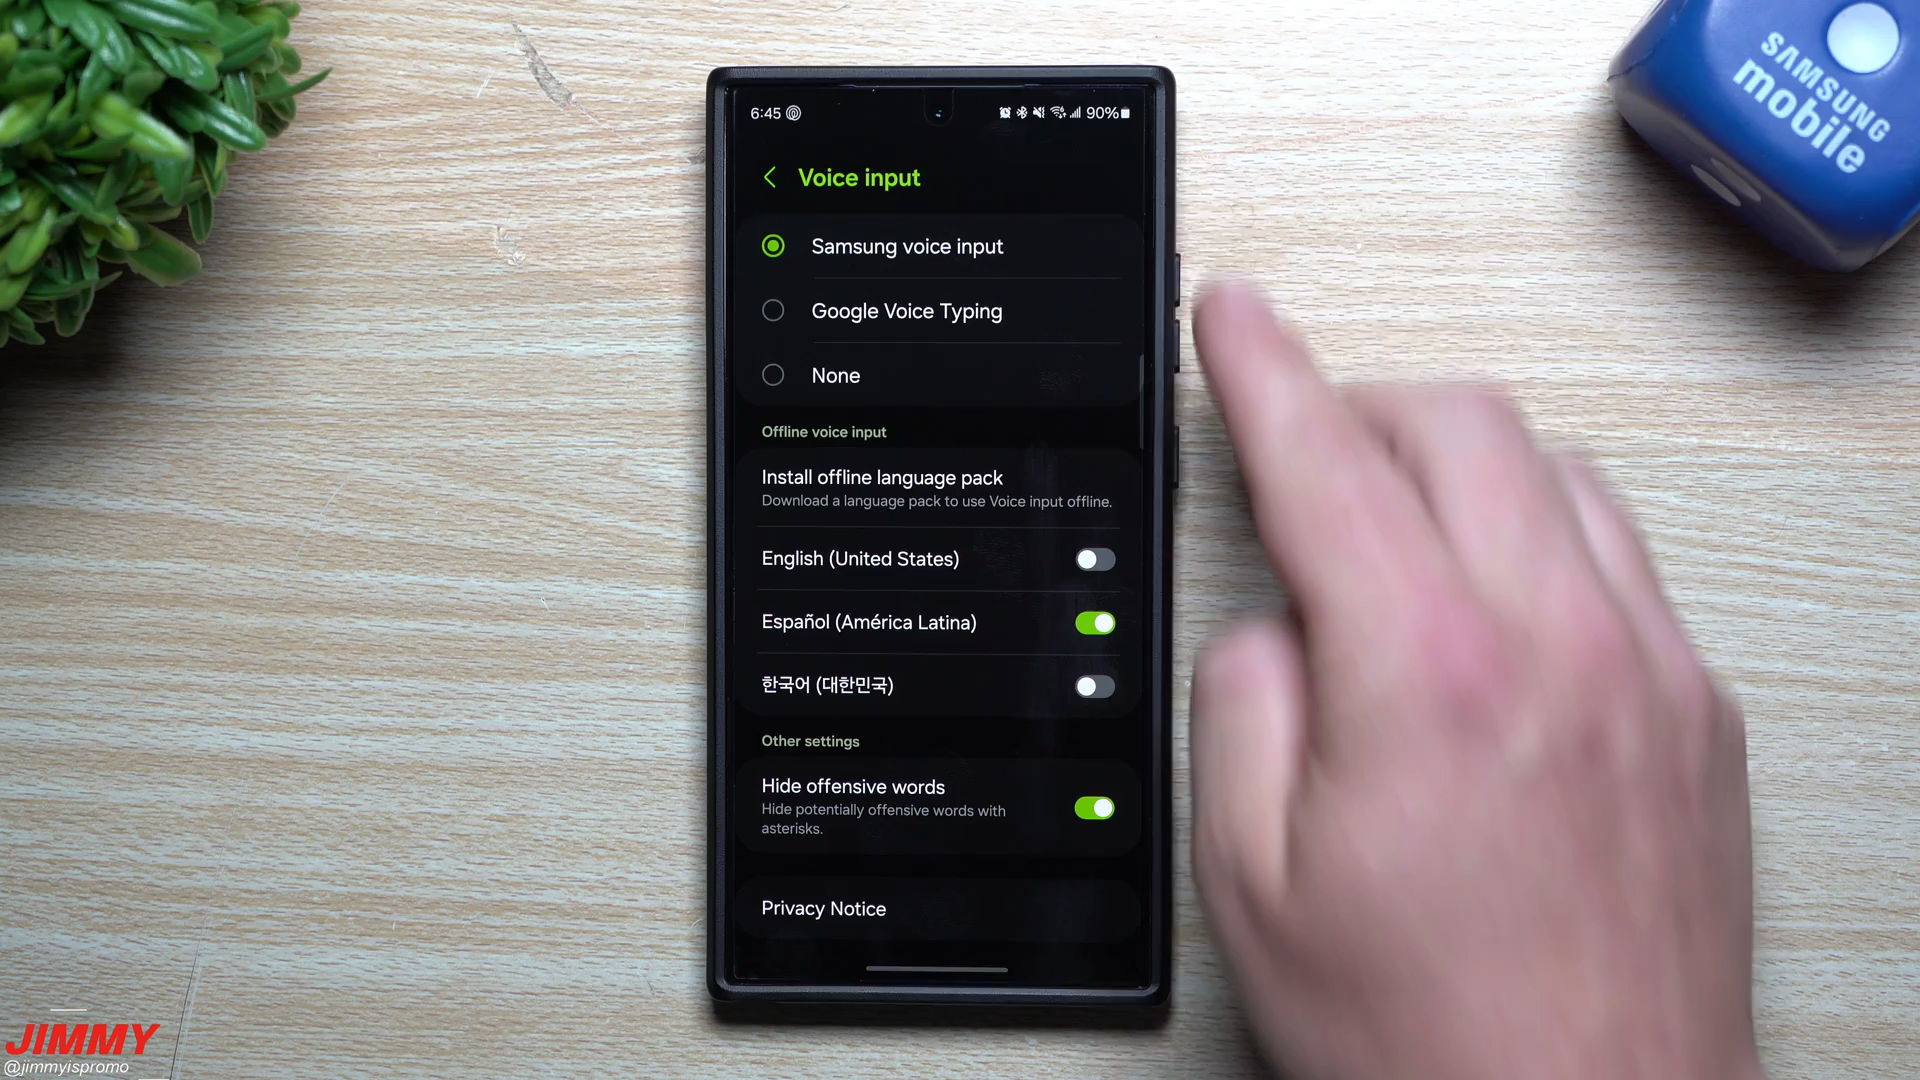 6:45
90%
Voice input
Samsung voice input
Google Voice Typing
None
Offline voice input
Install offline language pack
Download a language pack to use Voice input offline.
English (United States)
Español (América Latina)
한국어 (대한민국)
Other settings
Hide offensive words
Hide potentially offensive words with
asterisks.
Privacy Notice
SAMSUNG
mobile
JIMMY
@jimmyispromo